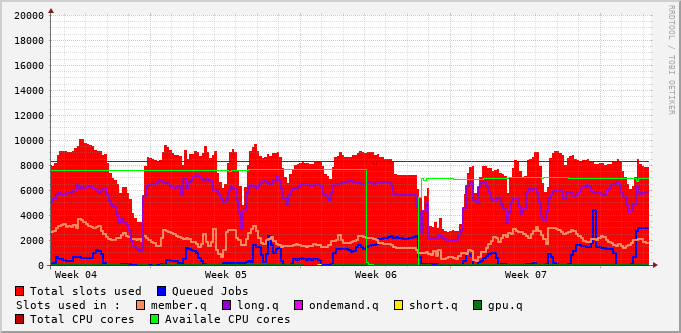 20000
18000
16000
14000
12000
10000
8000
6000
4000
2000
0
Week 04 Week 05 Week 06 Week 07
Total slots used Queued Jobs
Slots used in : member.q long.q ondemand.q short.q gpu.q
Total CPU cores Availale CPU cores
RRDTOOL / TOBI OETIKER